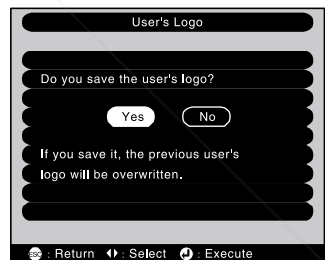 User's Logo
Do you save the user's logo?
Yes No
If you save it, the previous user's
logo will be overwritten.
ESC : Return : Select : Execute